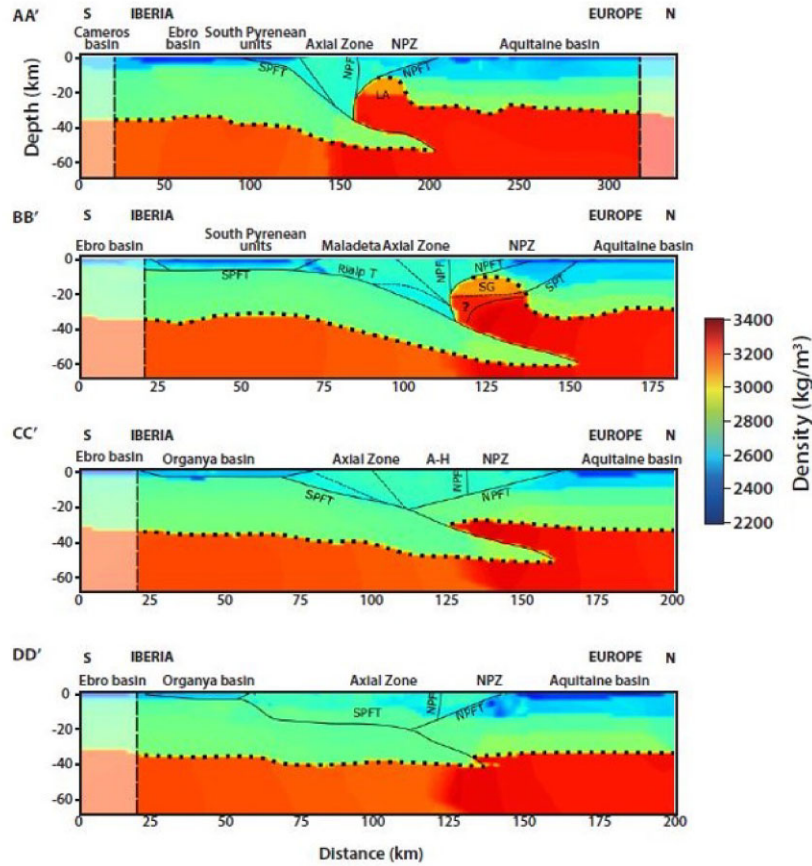 AA’ S IBERIA EUROPE N
Cameros basin Ebro basin South Pyrenean units Axial Zone NPZ Aquitaine basin
0
-20
-40
-60
Depth (km)
SPFT NPF NPFT LA
0 50 100 150 200 250 300
BB’ S IBERIA EUROPE N
Ebro basin South Pyrenean units Maladeta Axial Zone NPZ Aquitaine basin
0
-20
-40
-60
SPFT Rialp T NPF NPFT SG SPT ?
0 25 50 75 100 125 150 175
CC’ S IBERIA EUROPE N
Ebro basin Organya basin Axial Zone A-H NPZ Aquitaine basin
0
-20
-40
-60
SPFT NPF NPFT
0 25 50 75 100 125 150 200
DD’ S IBERIA EUROPE N
Ebro basin Organya basin Axial Zone NPZ Aquitaine basin
0
-20
-40
-60
SPFT NPF NPFT
0 25 50 75 100 125 150 175 200
Distance (km)
3400
3200
3000
2800
2600
2400
2200
Density (kg/m³)